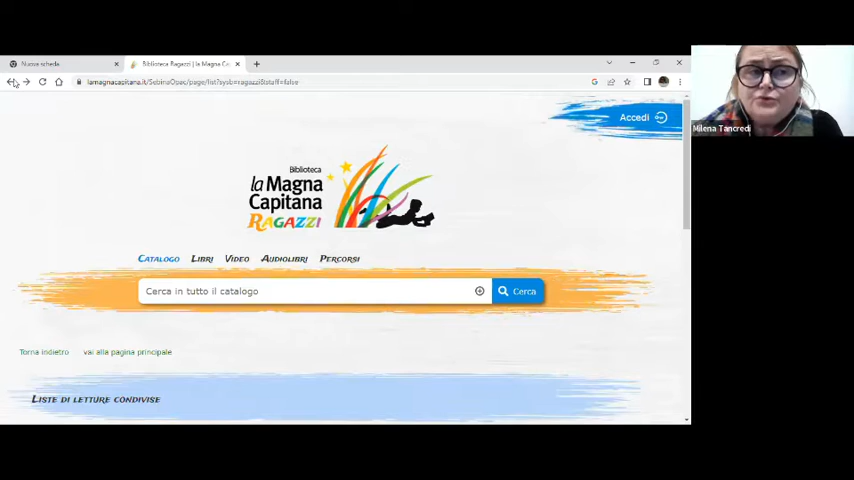 Nuova scheda
Biblioteca Ragazzi | la Magna Ca
lamagnacapitana.it/SebinaOpac/page/list?sysb=ragazzi&staff=false
Accedi
Biblioteca
la Magna
Capitana
RAGAZZI
CATALOGO LIBRI VIDEO AUDIOLIBRI PERCORSI
Cerca in tutto il catalogo
Cerca
Torna indietro vai alla pagina principale
LISTE DI LETTURE CONDIVISE
Milena Tancredi